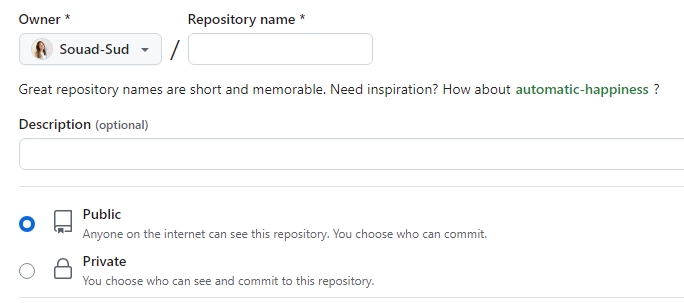 Owner * Repository name *
Souad-Sud /
Great repository names are short and memorable. Need inspiration? How about automatic-happiness ?
Description (optional)
Public
Anyone on the internet can see this repository. You choose who can commit.
Private
You choose who can see and commit to this repository.